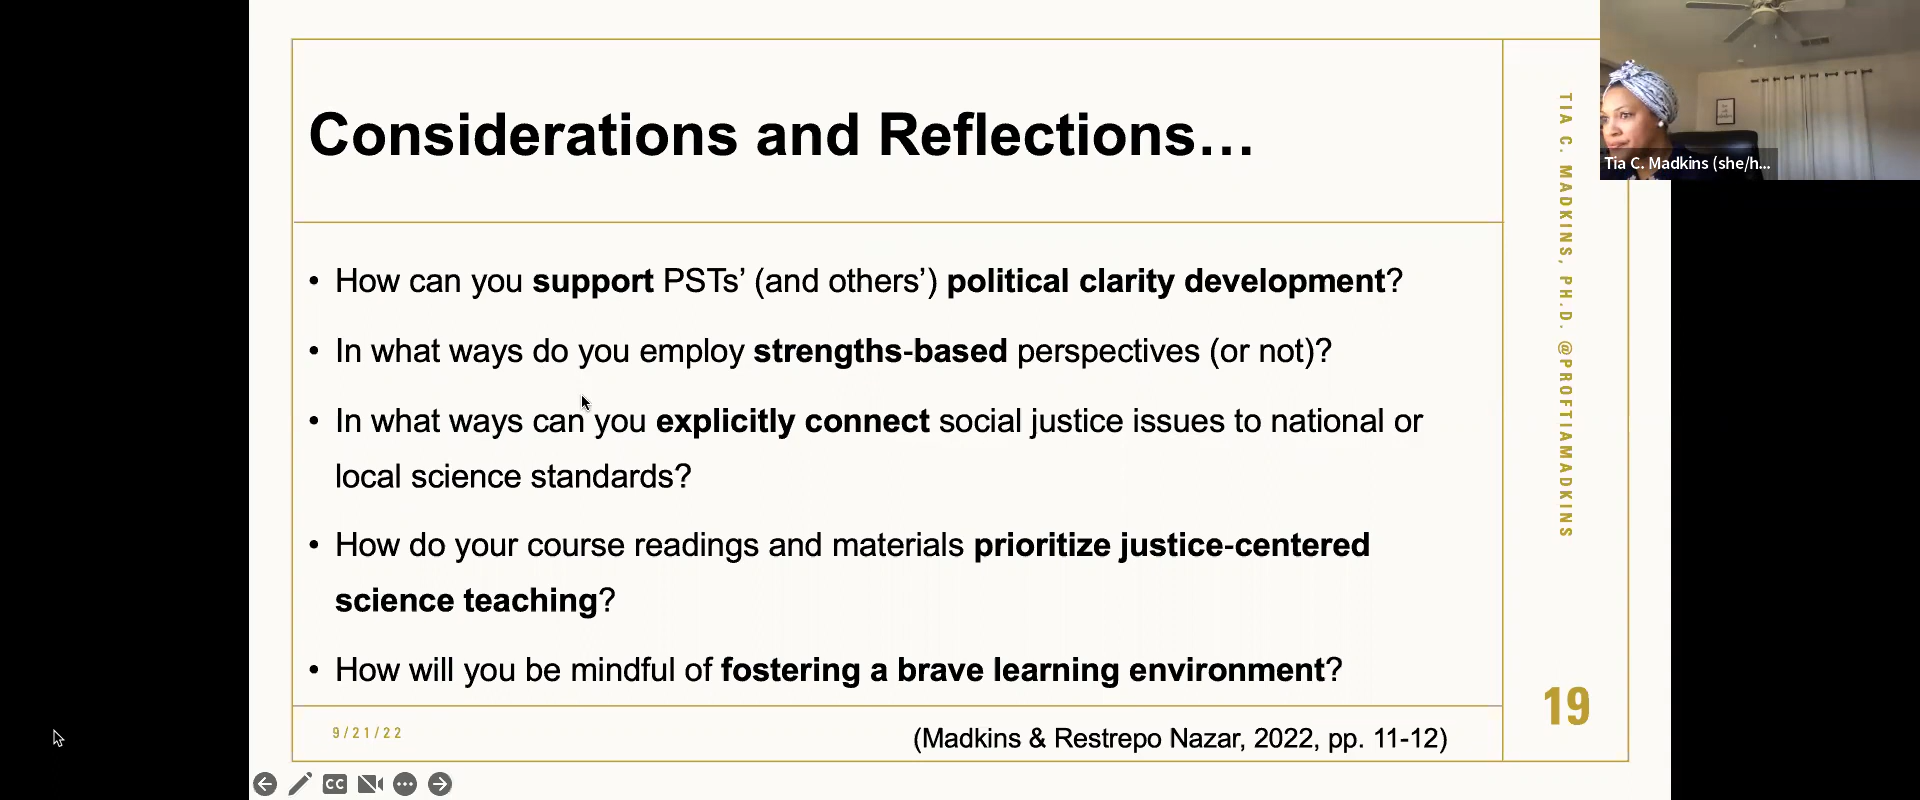 Considerations and Reflections…
• How can you support PSTs’ (and others’) political clarity development?
• In what ways do you employ strengths-based perspectives (or not)?
• In what ways can you explicitly connect social justice issues to national or
local science standards?
• How do your course readings and materials prioritize justice-centered
science teaching?
• How will you be mindful of fostering a brave learning environment?
9/21/22
(Madkins & Restrepo Nazar, 2022, pp. 11-12)
TIA C. MADKINS, PH.D. @PROFTIAMADKINS
19
Tia C. Madkins (she/h...
CC